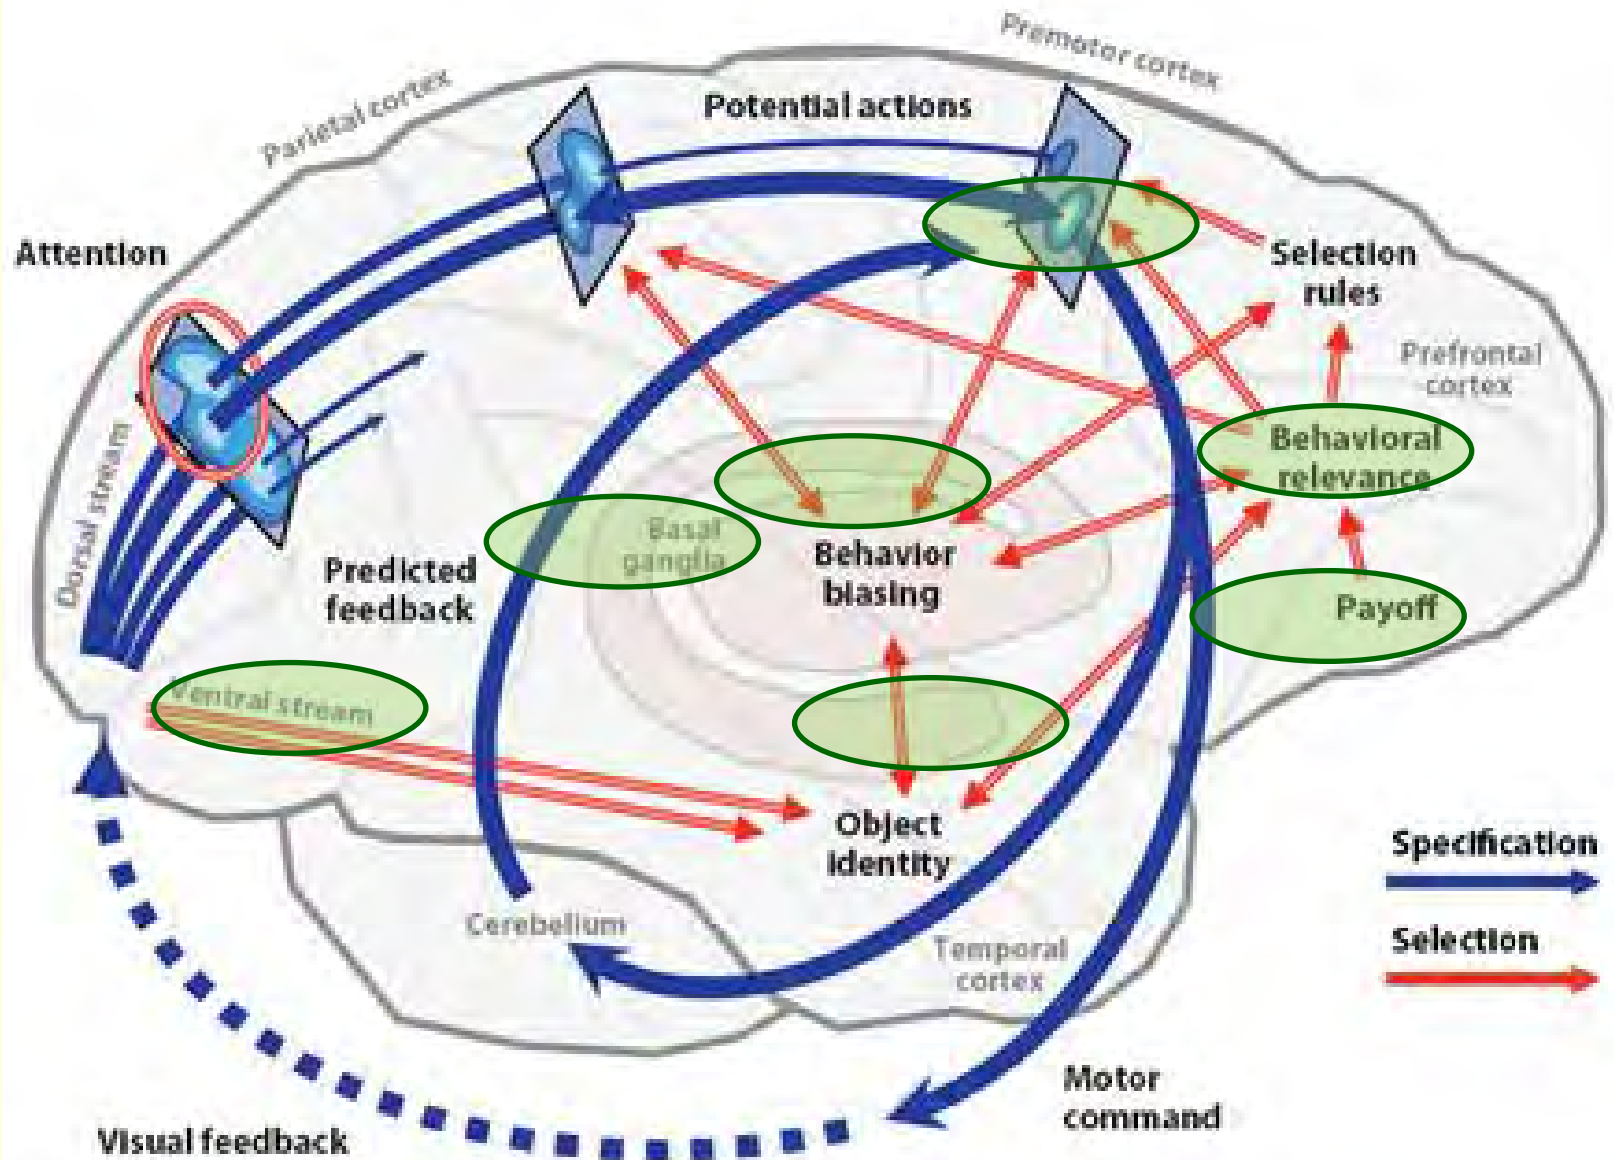 Premotor cortex
Parietal cortex
Potential actions
Attention
Selection
rules
Prefrontal
cortex
Dorsal stream
Behavioral
relevance
Basal
ganglia
Predicted
feedback
Behavior
biasing
Payoff
Ventral stream
Object
identity
Specification
Cerebellum
Selection
Temporal
cortex
Motor
command
Visual feedback